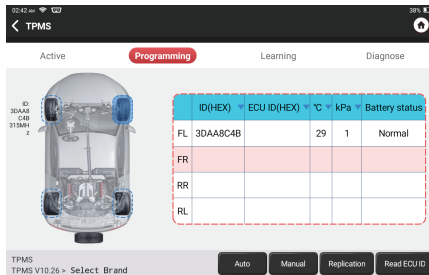 02:42 AM 38%
TPMS
Active Programming Learning Diagnose
ID:
3DAA8
C4B
315MH
z
ID(HEX) ECU ID(HEX) °C kPa Battery status
FL 3DAA8C4B 29 1 Normal
FR
RR
RL
TPMS
TPMS V10.26 > Select Brand
Auto Manual Replication Read ECU ID